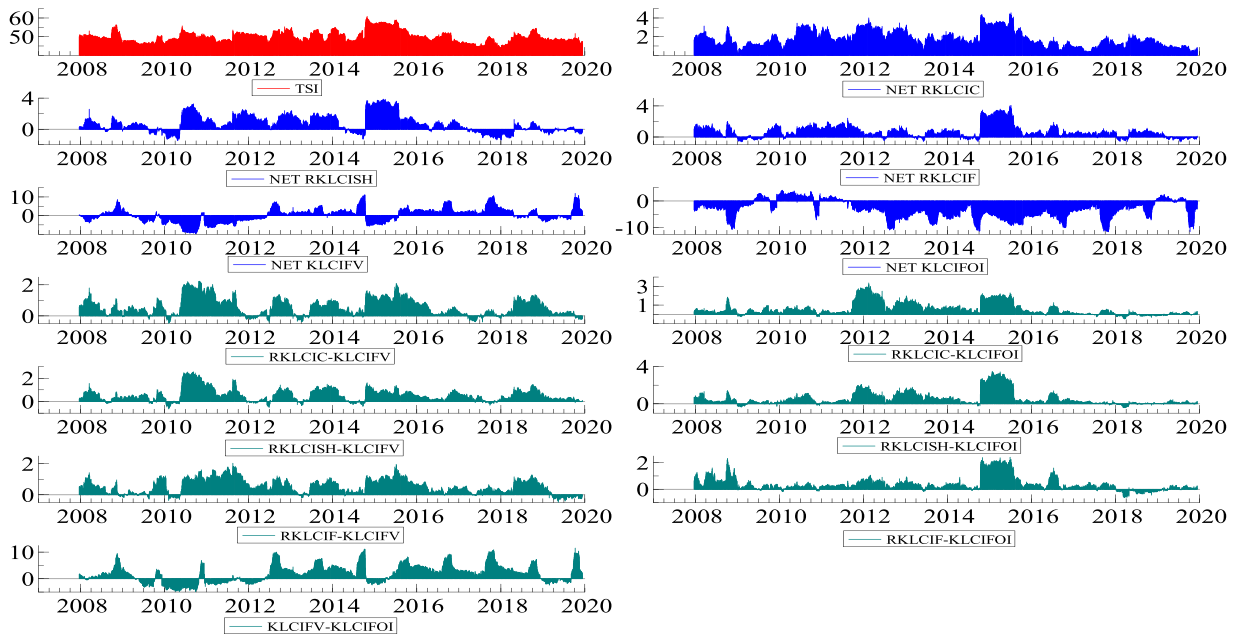 60
50
2008 2010 2012 2014 2016 2018 2020
TSI
4
2
2008 2010 2012 2014 2016 2018 2020
NET RKLCIC
4
0
2008 2010 2012 2014 2016 2018 2020
NET RKLCISH
4
0
2008 2010 2012 2014 2016 2018 2020
NET RKLCIF
10
0
2008 2010 2012 2014 2016 2018 2020
NET KLCIFV
0
-10
2008 2010 2012 2014 2016 2018 2020
NET KLCIFOI
2
0
2008 2010 2012 2014 2016 2018 2020
RKLCIC-KLCIFV
3
1
2008 2010 2012 2014 2016 2018 2020
RKLCIC-KLCIFOI
2
0
2008 2010 2012 2014 2016 2018 2020
RKLCISH-KLCIFV
4
0
2008 2010 2012 2014 2016 2018 2020
RKLCISH-KLCIFOI
2
0
2008 2010 2012 2014 2016 2018 2020
RKLCIF-KLCIFV
2
0
2008 2010 2012 2014 2016 2018 2020
RKLCIF-KLCIFOI
10
0
2008 2010 2012 2014 2016 2018 2020
KLCIFV-KLCIFOI